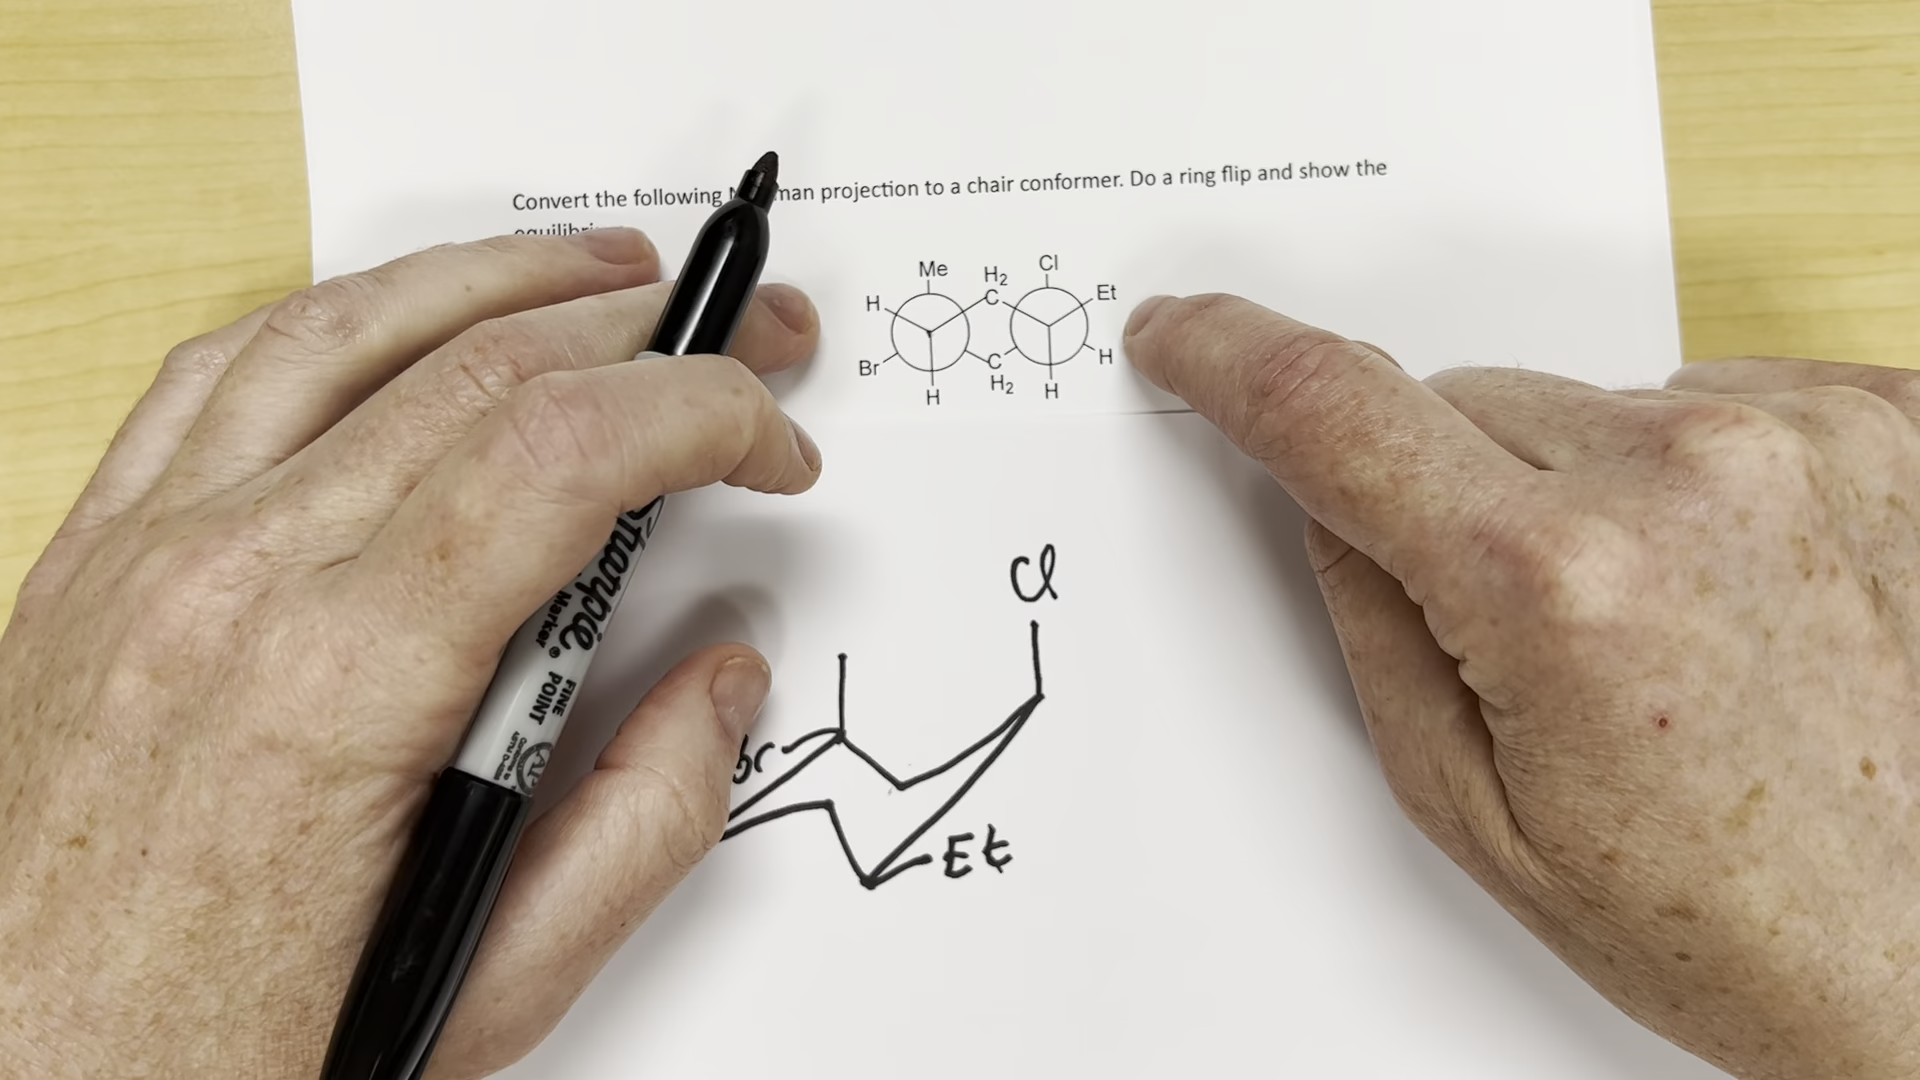 Convert the following man projection to a chair conformer. Do a ring flip and show the
Me H2 Cl
H C Et
Br C H
H H2 H
Sharpie®
Marker
FINE
POINT
Cl
Br
Et